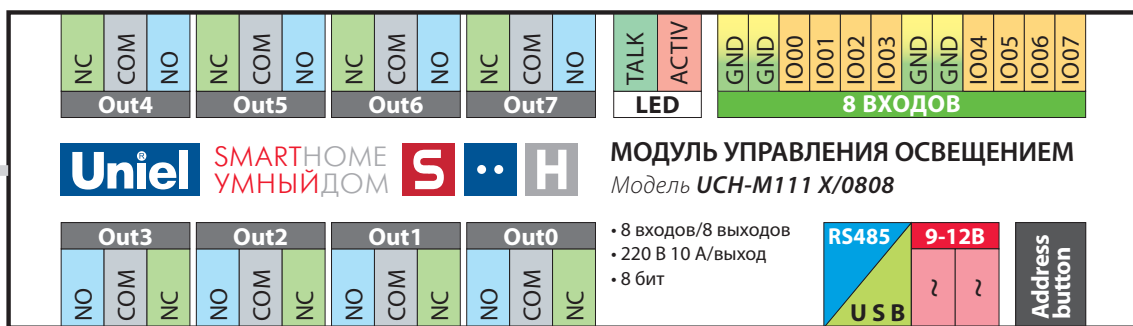 NC COM NO NC COM NO NC COM NO NC COM NO TALK ACTIV GND GND IO00 IO01 IO02 IO03 GND GND IO04 IO05 IO06 IO07
Out4 Out5 Out6 Out7 LED 8 ВХОДОВ
Uniel®
SMARTHOME
УМНЫЙДОМ
S •• H
МОДУЛЬ УПРАВЛЕНИЯ ОСВЕЩЕНИЕМ
Модель UCH-M111 X/0808
Out3 Out2 Out1 Out0
NO COM NC NO COM NC NO COM NC NO COM NC
• 8 входов/8 выходов
• 220 В 10 А/выход
• 8 бит
RS485
USB
9-12В
~ ~
Address
button